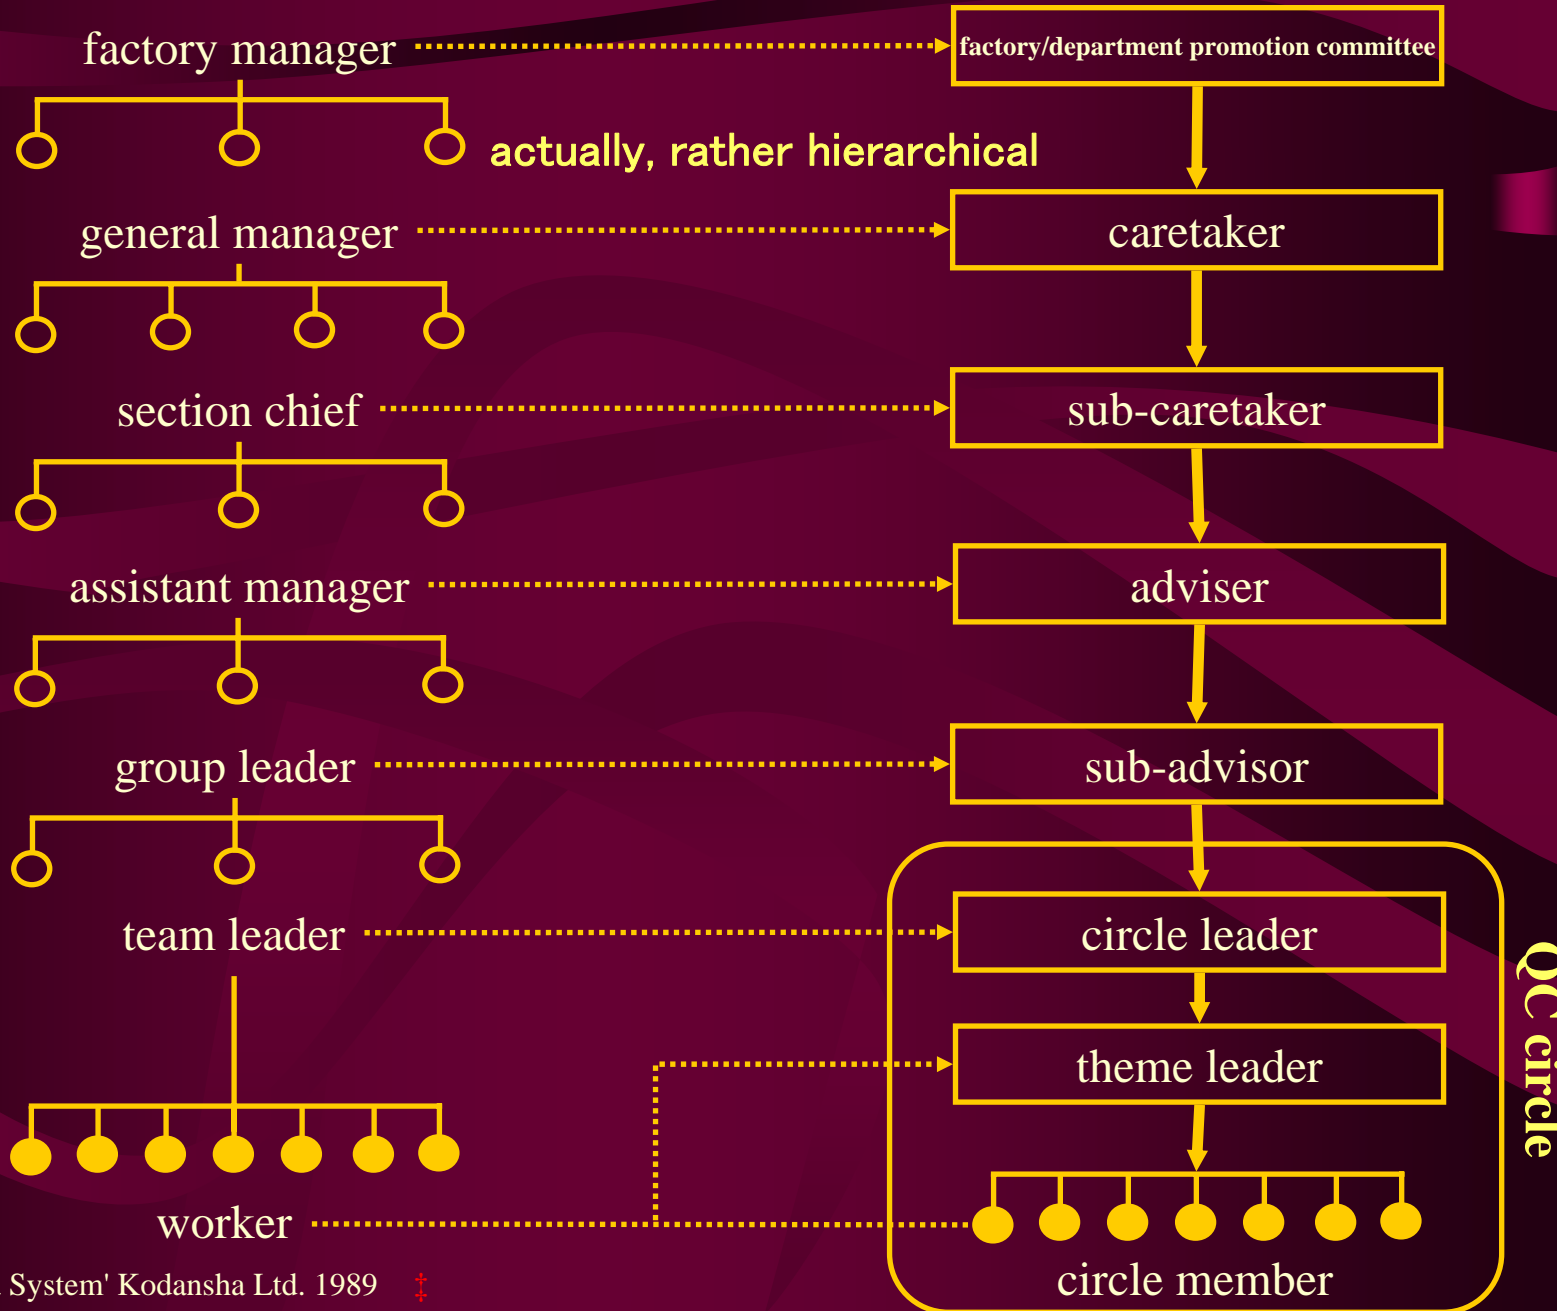 factory manager
factory/department promotion committee
actually, rather hierarchical
general manager
caretaker
section chief
sub-caretaker
assistant manager
adviser
group leader
sub-advisor
team leader
circle leader
QC circle
theme leader
worker
circle member
System' Kodansha Ltd. 1989 ‡